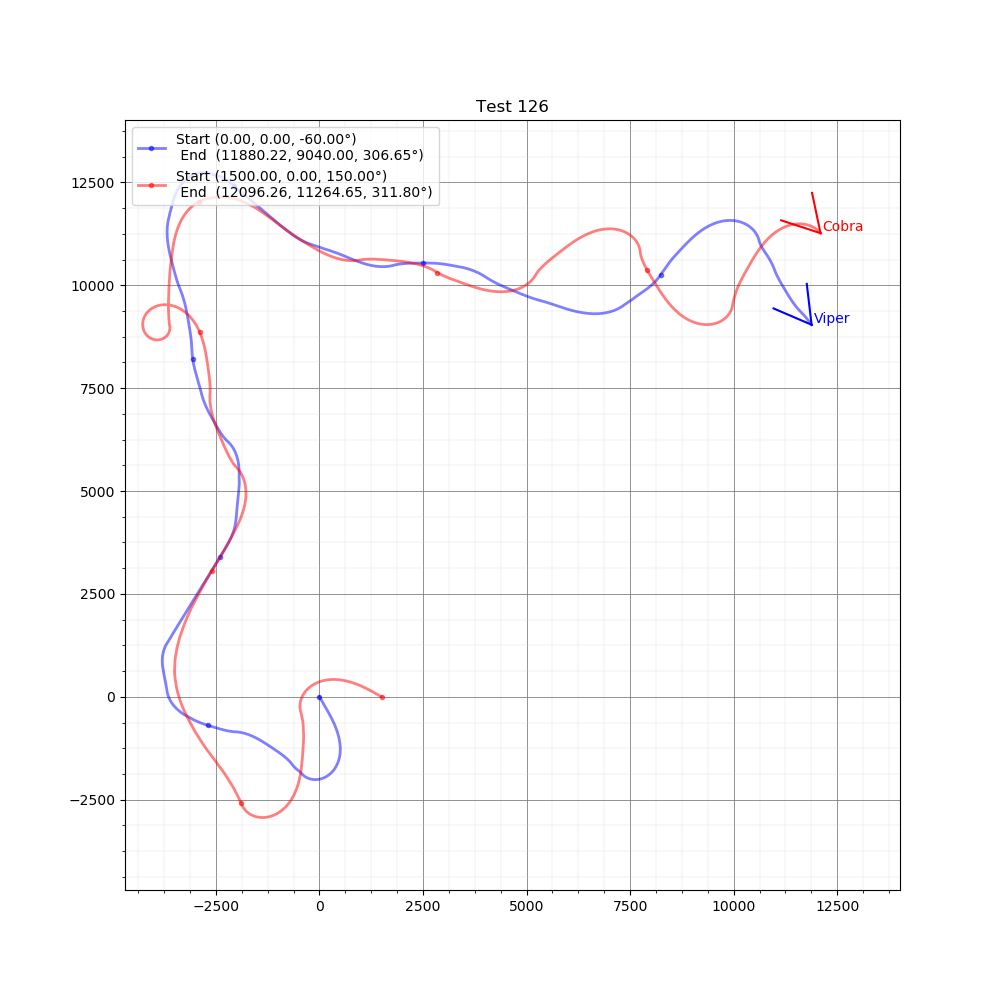 Test 126
Start (0.00, 0.00, -60.00°)
End  (11880.22, 9040.00, 306.65°)
Start (1500.00, 0.00, 150.00°)
End  (12096.26, 11264.65, 311.80°)
12500
10000
7500
5000
2500
0
−2500
Cobra
Viper
−2500 0 2500 5000 7500 10000 12500